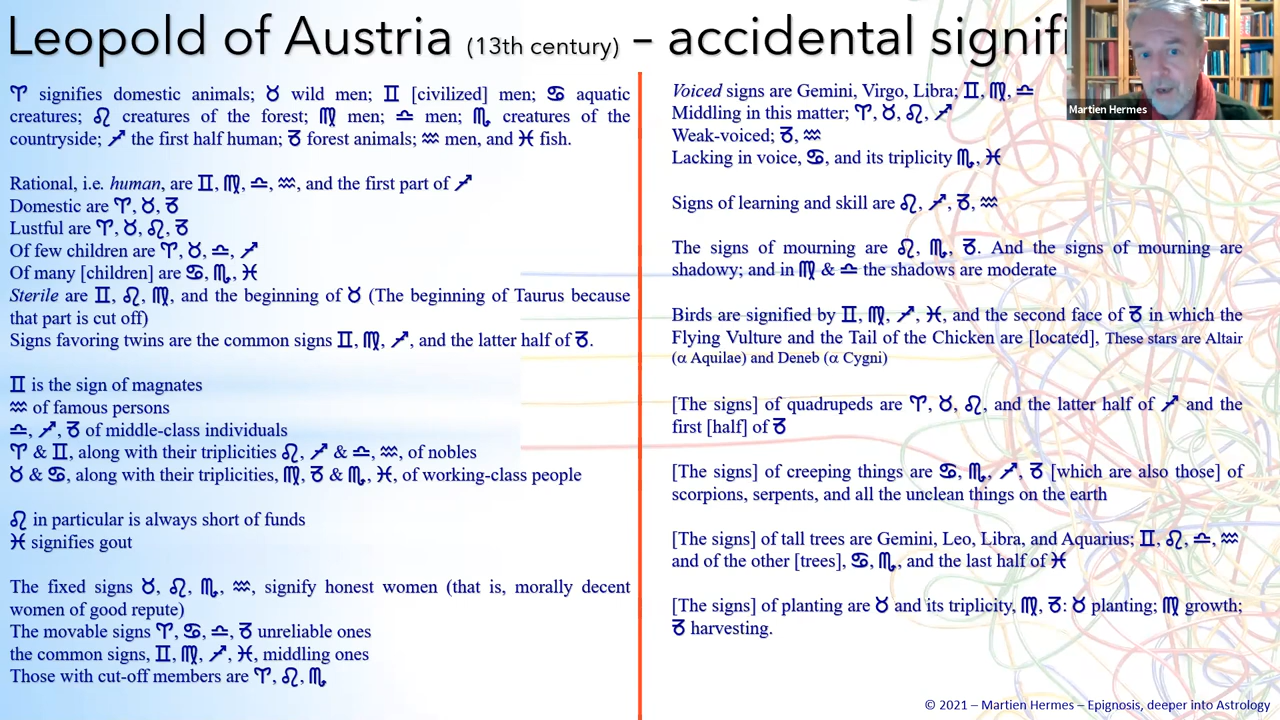 Leopold of Austria (13th century) – accidental signifi
Martien Hermes
♈ signifies domestic animals; ♉ wild men; ♊ [civilized] men; ♋ aquatic
creatures; ♌ creatures of the forest; ♍ men; ♎ men; ♏ creatures of the
countryside; ♐ the first half human; ♑ forest animals; ♒ men, and ♓ fish.
Rational, i.e. human, are ♊, ♍, ♎, ♒, and the first part of ♐
Domestic are ♈, ♉, ♑
Lustful are ♈, ♉, ♌, ♑
Of few children are ♈, ♉, ♎, ♐
Of many [children] are ♋, ♏, ♓
Sterile are ♊, ♌, ♍, and the beginning of ♉ (The beginning of Taurus because
that part is cut off)
Signs favoring twins are the common signs ♊, ♍, ♐, and the latter half of ♑.
♊ is the sign of magnates
♒ of famous persons
♎, ♐, ♑ of middle-class individuals
♈ & ♊, along with their triplicities ♌, ♐ & ♎, ♒, of nobles
♉ & ♋, along with their triplicities, ♍, ♑ & ♏, ♓, of working-class people
♌ in particular is always short of funds
♓ signifies gout
The fixed signs ♉, ♌, ♏, ♒, signify honest women (that is, morally decent
women of good repute)
The movable signs ♈, ♋, ♎, ♑ unreliable ones
the common signs, ♊, ♍, ♐, ♓, middling ones
Those with cut-off members are ♈, ♌, ♏
Voiced signs are Gemini, Virgo, Libra; ♊, ♍, ♎
Middling in this matter; ♈, ♉, ♌, ♐
Weak-voiced; ♑, ♒
Lacking in voice, ♋, and its triplicity ♏, ♓
Signs of learning and skill are ♌, ♐, ♑, ♒
The signs of mourning are ♌, ♏, ♑. And the signs of mourning are
shadowy; and in ♍ & ♎ the shadows are moderate
Birds are signified by ♊, ♍, ♐, ♓, and the second face of ♑ in which the
Flying Vulture and the Tail of the Chicken are [located], These stars are Altair
(α Aquilae) and Deneb (α Cygni)
[The signs] of quadrupeds are ♈, ♉, ♌, and the latter half of ♐ and the
first [half] of ♑
[The signs] of creeping things are ♋, ♏, ♐, ♑ [which are also those] of
scorpions, serpents, and all the unclean things on the earth
[The signs] of tall trees are Gemini, Leo, Libra, and Aquarius; ♊, ♌, ♎, ♒
and of the other [trees], ♋, ♏, and the last half of ♓
[The signs] of planting are ♉ and its triplicity, ♍, ♑: ♉ planting; ♍ growth;
♑ harvesting.
© 2021 – Martien Hermes – Epignosis, deeper into Astrology